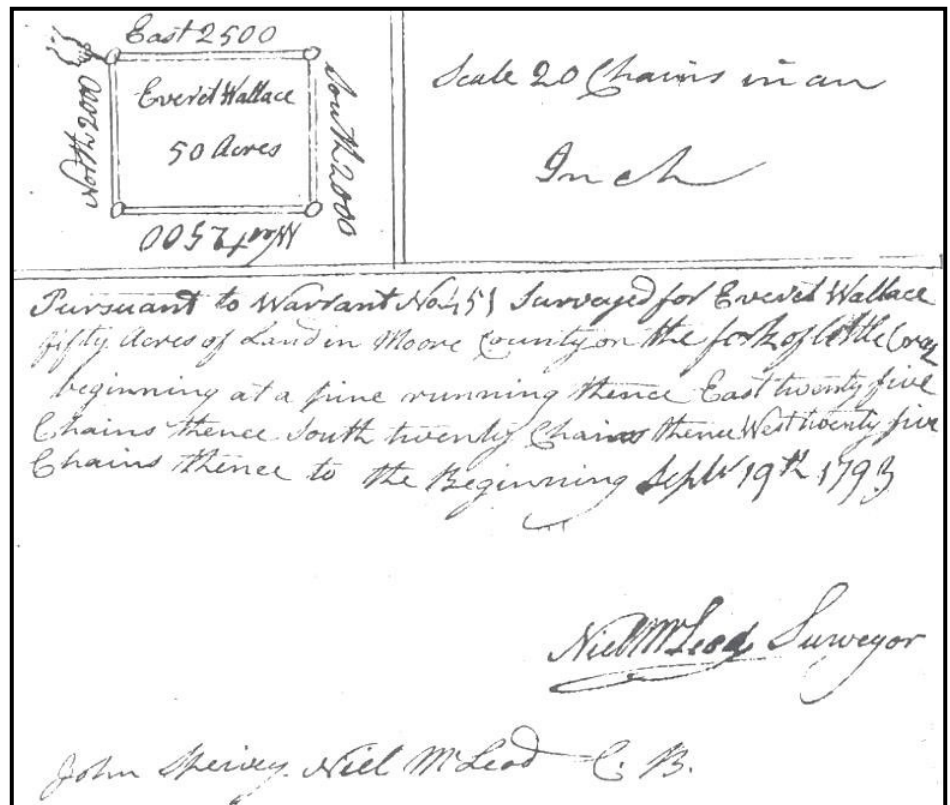 East 2500
North 2000
Everet Wallace
50 Acres
South 2000
West 2500
Scale 20 Chains in an
Inch
Pursuant to Warrant No 451 Surveyed for Everet Wallace
fifty Acres of Land in Moore County on the fork of
beginning at a pine running thence East twenty five
Chains thence South twenty Chains thence West twenty five
Chains thence to the Beginning Septr 19th 1793
Niel McLeod Surveyor
John Speivey Niel McLeod C. B.